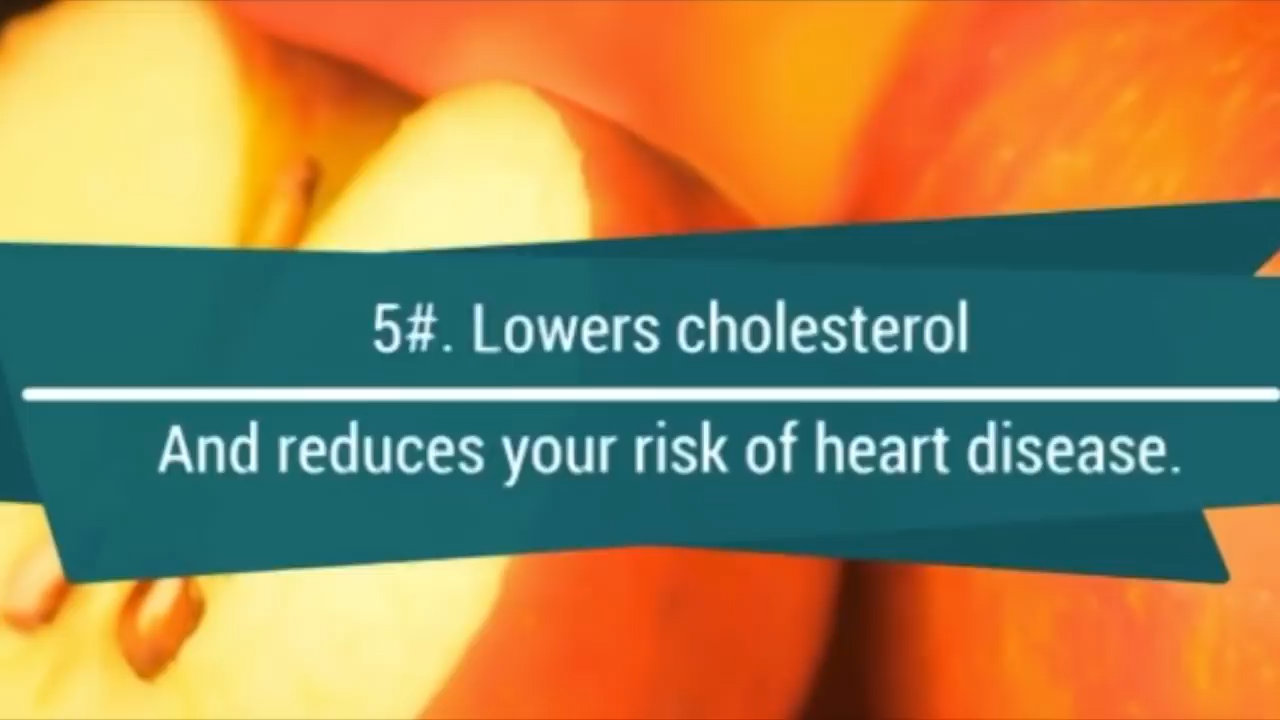 5#. Lowers cholesterol
And reduces your risk of heart disease.